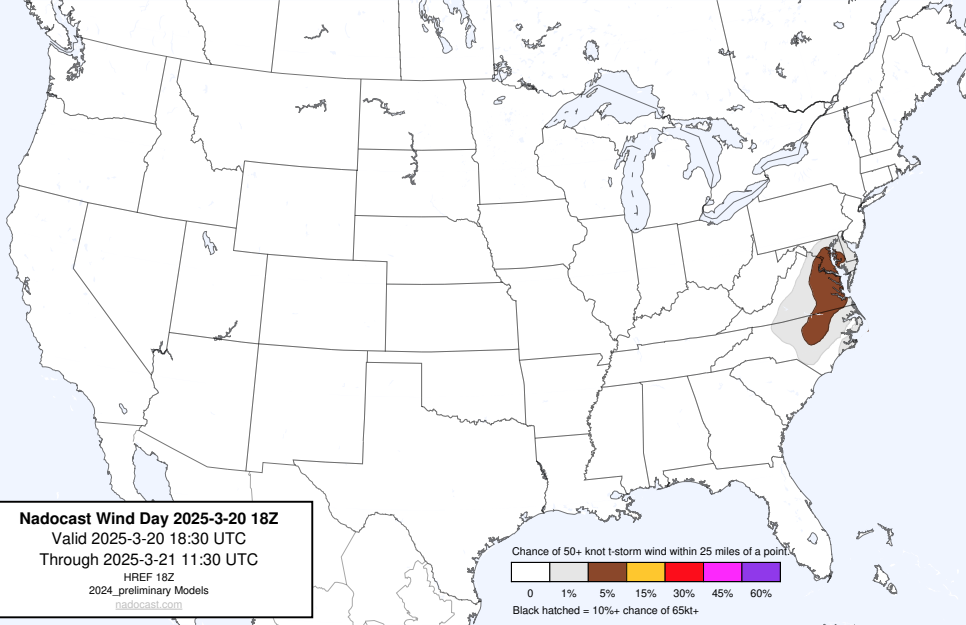 Nadocast Wind Day 2025-3-20 18Z
Valid 2025-3-20 18:30 UTC
Through 2025-3-21 11:30 UTC
HREF 18Z
2024_preliminary Models
nadocast.com
Chance of 50+ knot t-storm wind within 25 miles of a point.
0 1% 5% 15% 30% 45% 60%
Black hatched = 10%+ chance of 65kt+